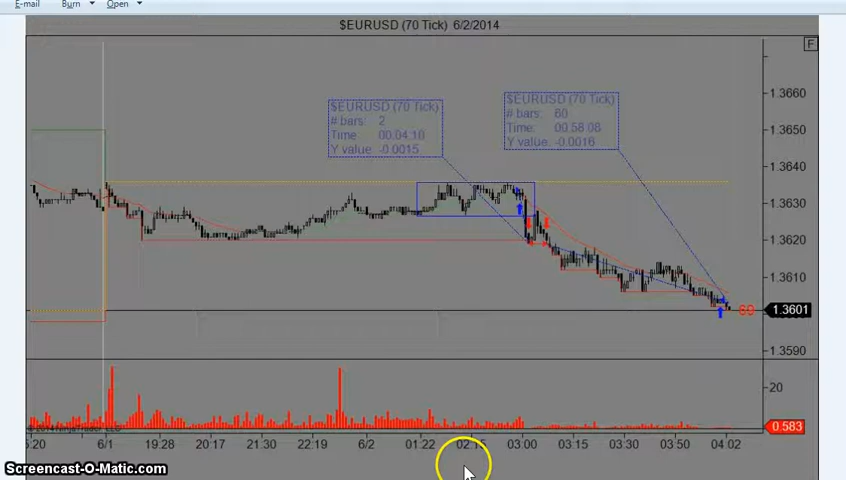 E-mail Burn Open
$EURUSD (70 Tick) 6/2/2014
F
$EURUSD (70 Tick)
# bars: 2
Time: 00:04:10
Y value: -0.0015
$EURUSD (70 Tick)
# bars: 60
Time: 00:58:08
Y value: -0.0016
1.3660
1.3650
1.3640
1.3630
1.3620
1.3610
60 1.3601
1.3590
20
0.583
5:20 6/1 19:28 20:17 21:30 22:19 6/2 01:22 03:00 03:15 03:30 03:50 04:02
Screencast-O-Matic.com